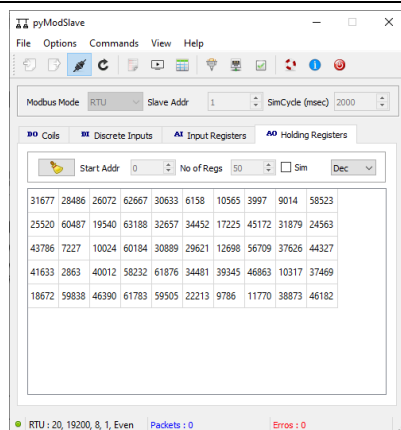 pyModSlave
File Options Commands View Help
Modbus Mode RTU Slave Addr 1 SimCycle (msec) 2000
BO Coils BI Discrete Inputs AI Input Registers AO Holding Registers
Start Addr 0 No of Regs 50 Sim Dec
31677 28486 26072 62667 30633 6158 10565 3997 9014 58523
25520 60487 19540 63188 32657 34452 17225 45172 31879 24563
43786 7227 10024 60184 30889 29621 12698 56709 37626 44327
41633 2863 40012 58232 61876 34481 39345 46863 10317 37469
18672 59838 46390 61783 59505 22213 9786 11770 38873 46182
RTU : 20, 19200, 8, 1, Even Packets : 0 Erros : 0